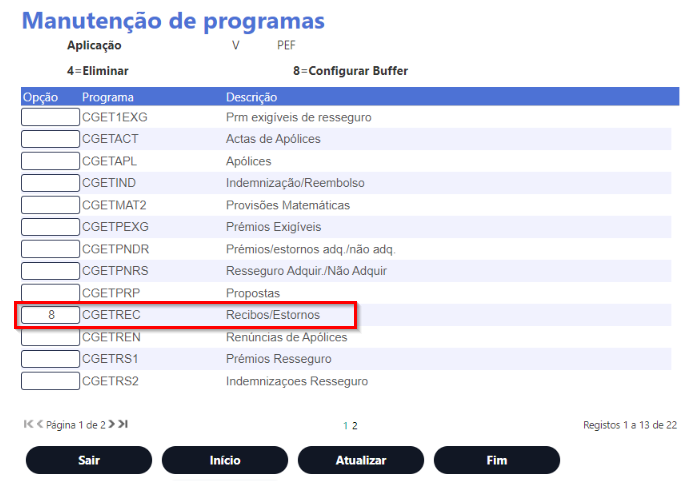 Manutenção de programas
Aplicação V PEF
4=Eliminar 8=Configurar Buffer
Opção Programa Descrição
CGET1EXG Prm exigíveis de resseguro
CGETACT Actas de Apólices
CGETAPL Apólices
CGETIND Indemnização/Reembolso
CGETMAT2 Provisões Matemáticas
CGETPEXG Prémios Exigíveis
CGETPNDR Prémios/estornos adq./não adq.
CGETPNRS Resseguro Adquir./Não Adquir
CGETPRP Propostas
8 CGETREC Recibos/Estornos
CGETREN Renúncias de Apólices
CGETRS1 Prémios Resseguro
CGETRS2 Indemnizaçoes Resseguro
Página 1 de 2 1 2 Registos 1 a 13 de 22
Sair Início Atualizar Fim